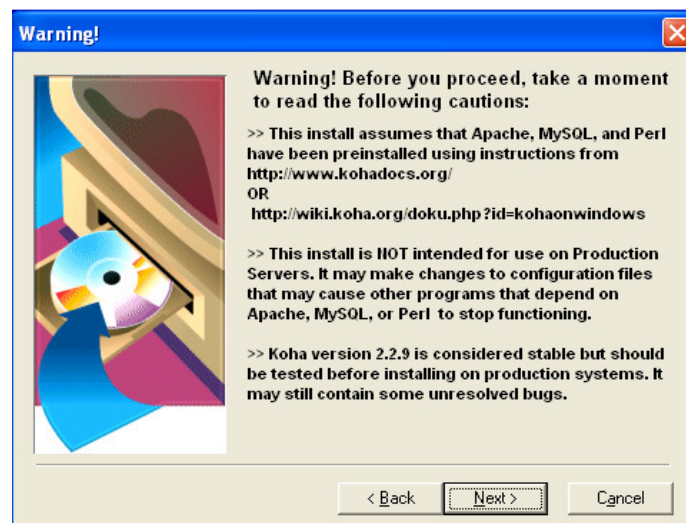 Warning!
Warning! Before you proceed, take a moment
to read the following cautions:
>> This install assumes that Apache, MySQL, and Perl
have been preinstalled using instructions from
http://www.kohadocs.org/
OR
http://wiki.koha.org/doku.php?id=kohaonwindows
>> This install is NOT intended for use on Production
Servers. It may make changes to configuration files
that may cause other programs that depend on
Apache, MySQL, or Perl to stop functioning.
>> Koha version 2.2.9 is considered stable but should
be tested before installing on production systems. It
may still contain some unresolved bugs.
< Back Next > Cancel